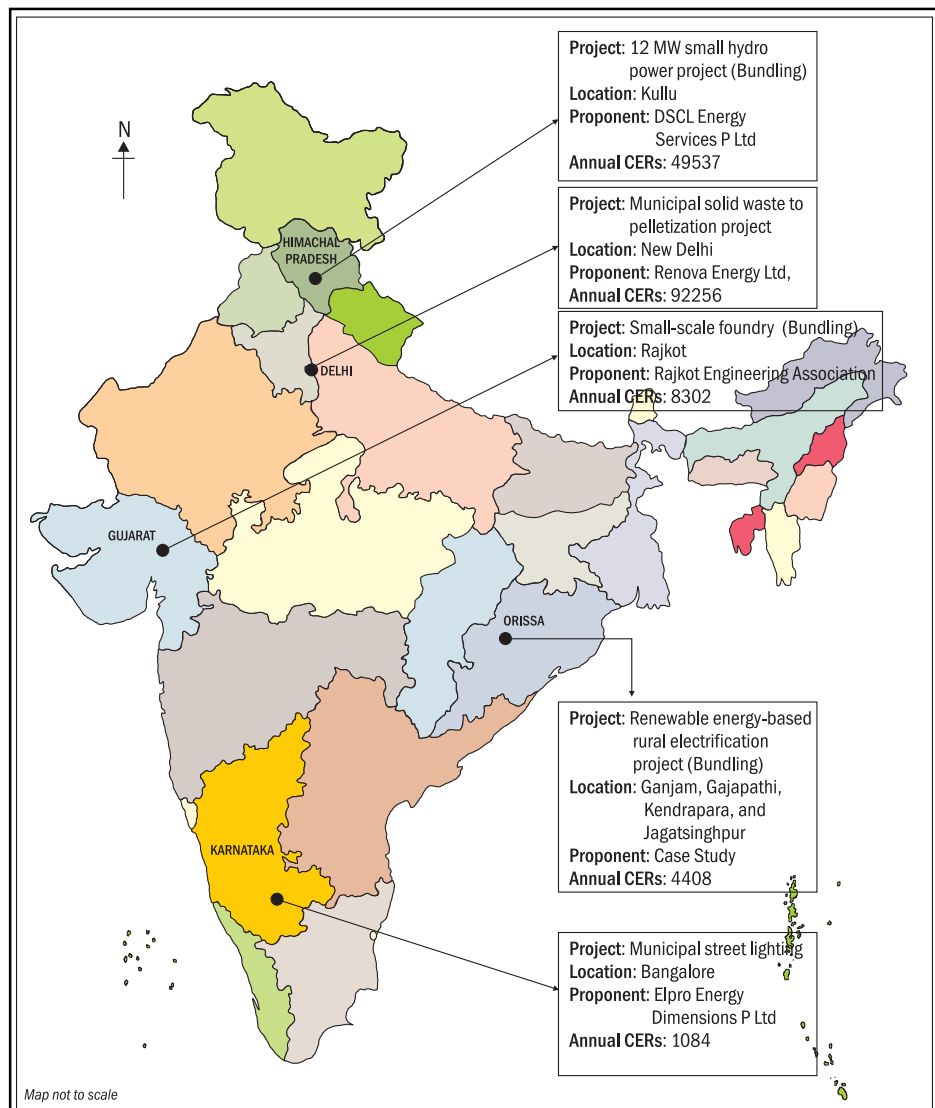 N
Project: 12 MW small hydro
power project (Bundling)
Location: Kullu
Proponent: DSCL Energy
Services P Ltd
Annual CERs: 49537
Project: Municipal solid waste to
pelletization project
Location: New Delhi
Proponent: Renova Energy Ltd,
Annual CERs: 92256
Project: Small-scale foundry (Bundling)
Location: Rajkot
Proponent: Rajkot Engineering Association
Annual CERs: 8302
HIMACHAL
PRADESH
DELHI
GUJARAT
ORISSA
KARNATAKA
Project: Renewable energy-based
rural electrification
project (Bundling)
Location: Ganjam, Gajapathi,
Kendrapara, and
Jagatsinghpur
Proponent: Case Study
Annual CERs: 4408
Project: Municipal street lighting
Location: Bangalore
Proponent: Elpro Energy
Dimensions P Ltd
Annual CERs: 1084
Map not to scale